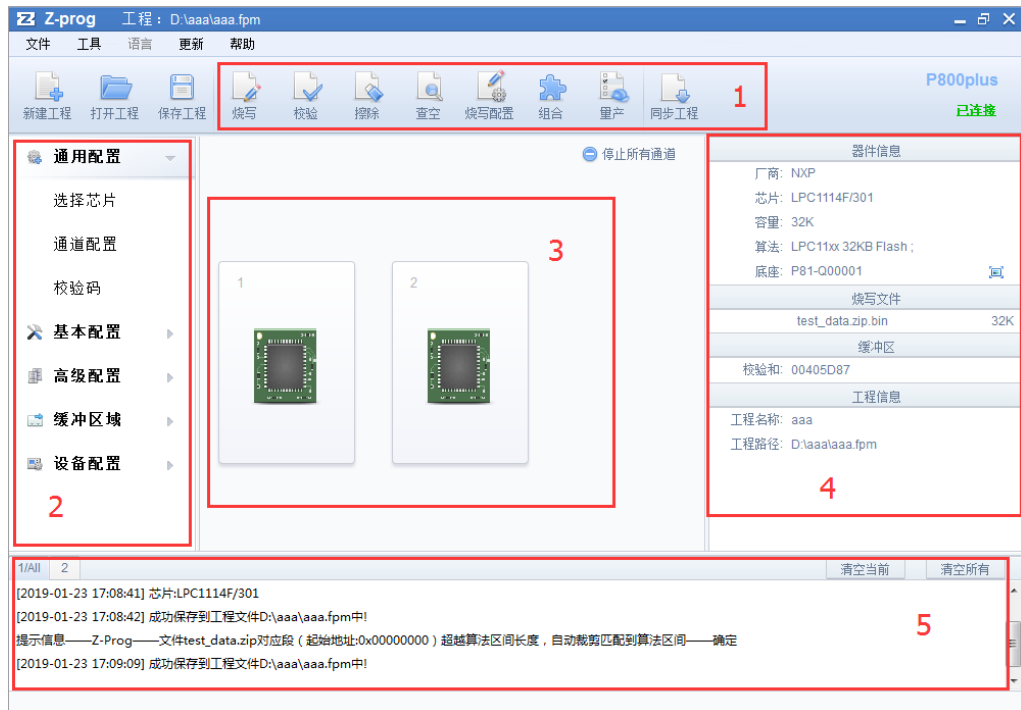 Z-prog 工程：D:\aaa\aaa.fpm
文件 工具 语言 更新 帮助
新建工程 打开工程 保存工程 烧写 校验 擦除 查空 烧写配置 组合 量产 同步工程
1
P800plus
已连接
通用配置
选择芯片
通道配置
校验码
基本配置
高级配置
缓冲区域
设备配置
2
停止所有通道
3
1
2
器件信息
厂商: NXP
芯片: LPC1114F/301
容量: 32K
算法: LPC11xx 32KB Flash ;
底座: P81-Q00001
烧写文件
test_data.zip.bin 32K
缓冲区
校验和: 00405D87
工程信息
工程名称: aaa
工程路径: D:\aaa\aaa.fpm
4
1/All 2
清空当前 清空所有
[2019-01-23 17:08:41] 芯片:LPC1114F/301
[2019-01-23 17:08:42] 成功保存到工程文件D:\aaa\aaa.fpm中!
提示信息——Z-Prog——文件test_data.zip对应段（起始地址:0x00000000）超越算法区间长度，自动裁剪匹配到算法区间——确定
[2019-01-23 17:09:09] 成功保存到工程文件D:\aaa\aaa.fpm中!
5